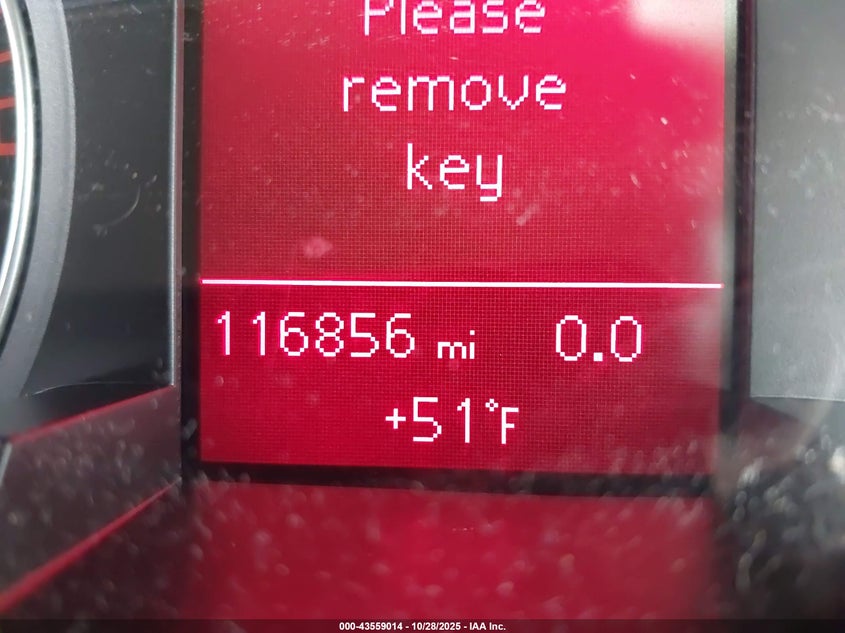 Please
remove
key
116856 mi 0.0
+51°F
000-43559014 - 10/28/2025 - IAA Inc.